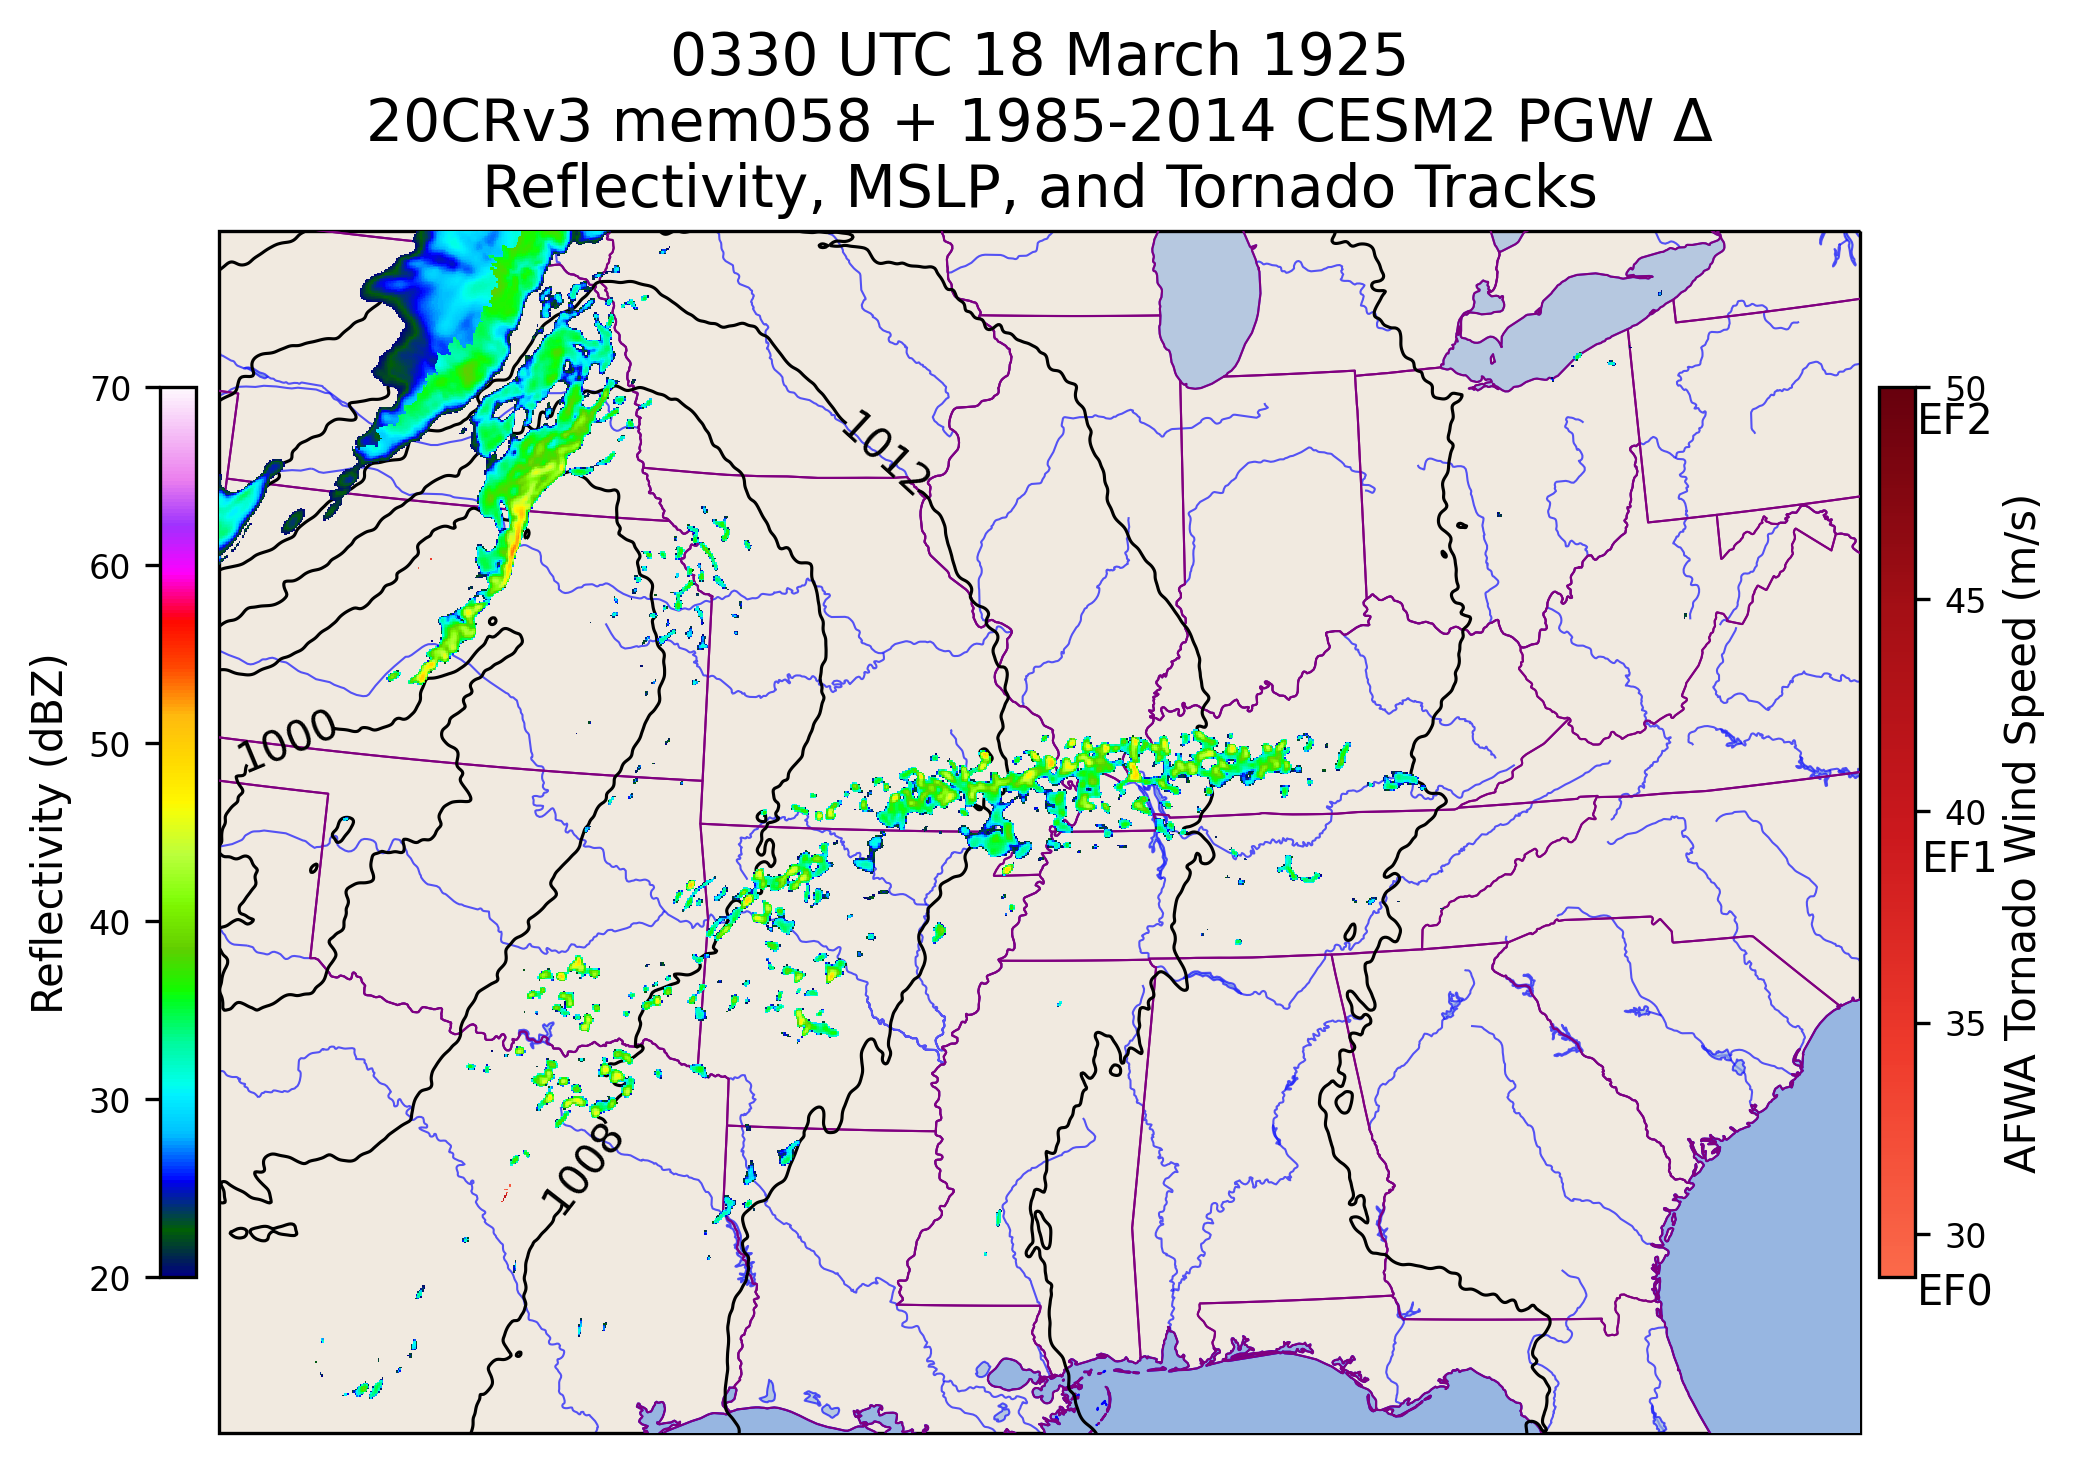 0330 UTC 18 March 1925
20CRv3 mem058 + 1985-2014 CESM2 PGW Δ
Reflectivity, MSLP, and Tornado Tracks
70
60
50
40
30
20
Reflectivity (dBZ)
1012
1000
1008
50
EF2
45
40
EF1
35
30
EF0
AFWA Tornado Wind Speed (m/s)